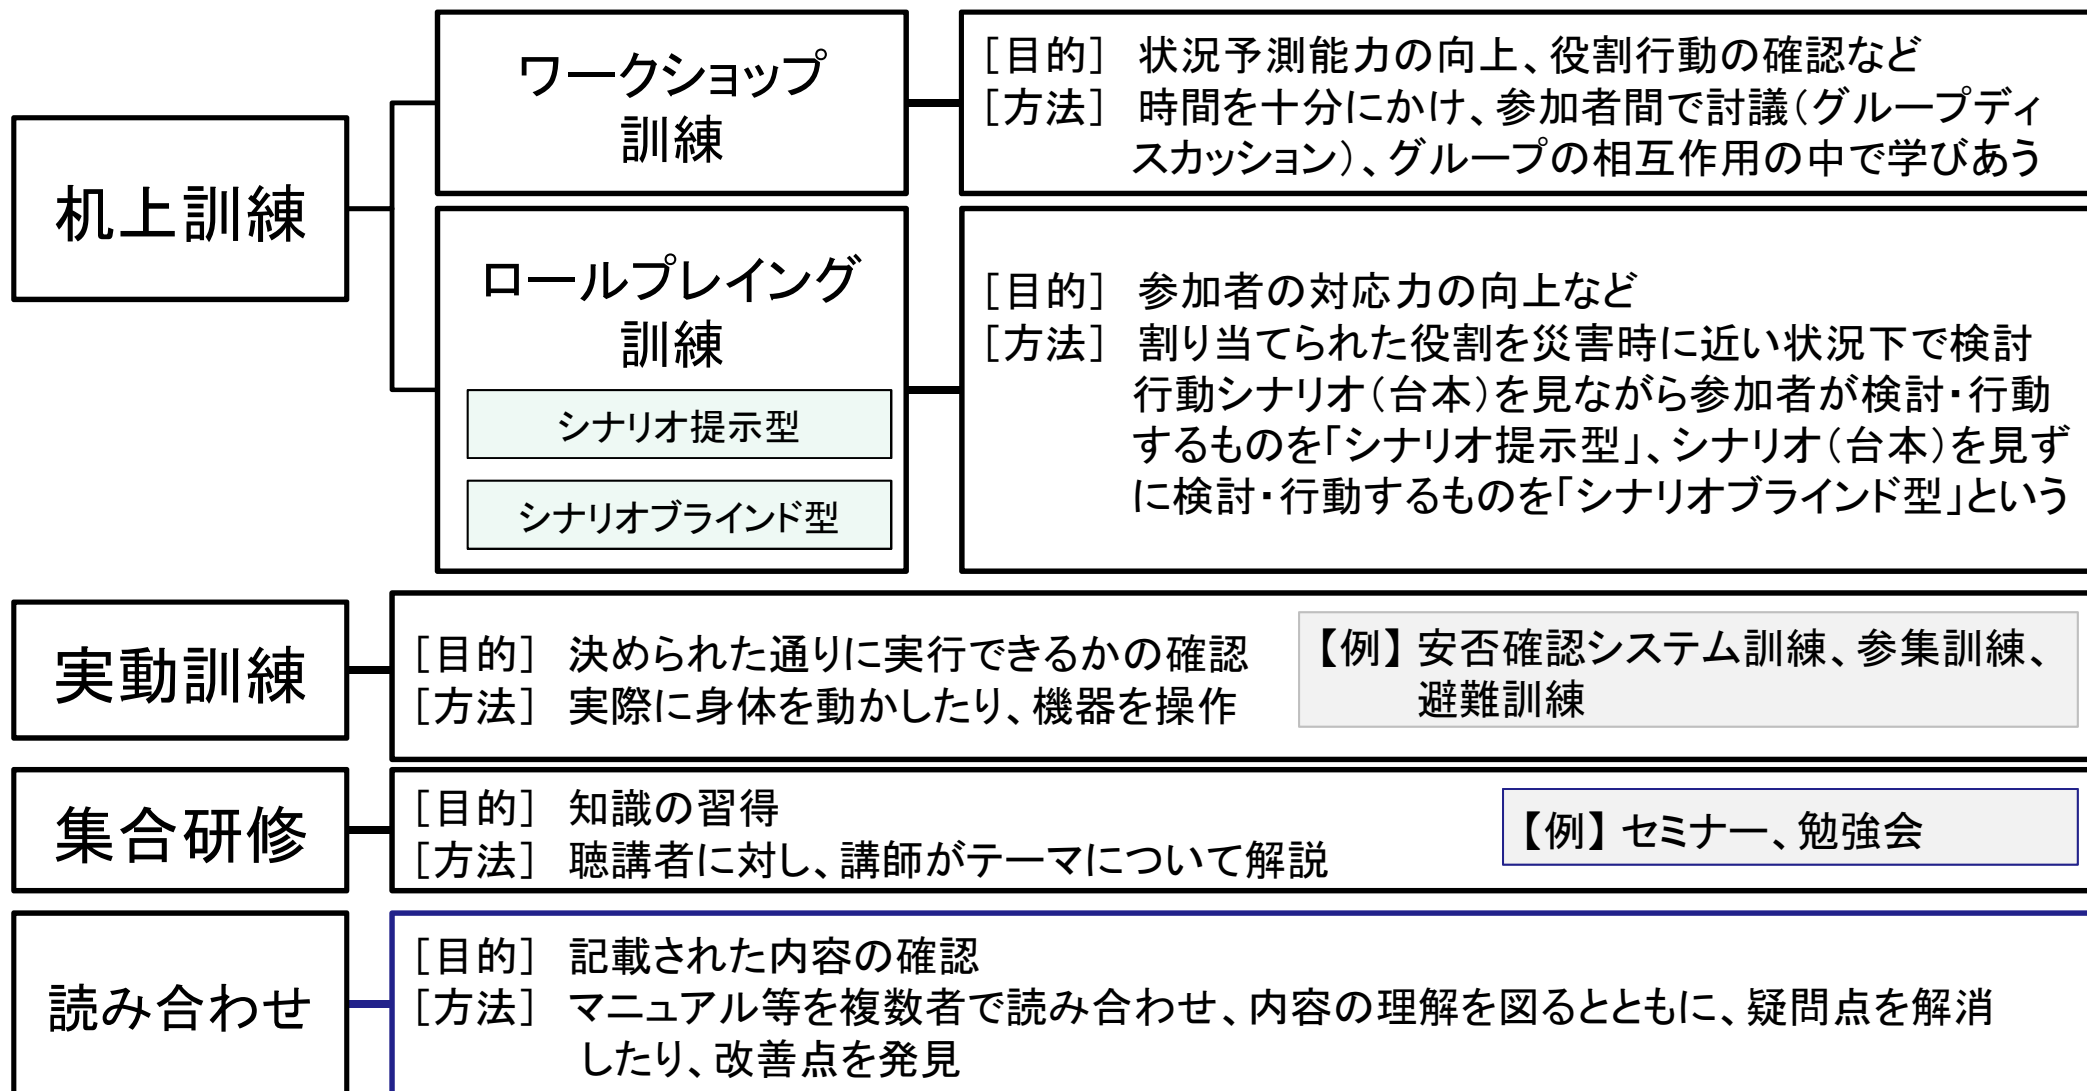 机上訓練
ワークショップ
訓練
［目的］ 状況予測能力の向上、役割行動の確認など
［方法］ 時間を十分にかけ、参加者間で討議（グループディ
スカッション）、グループの相互作用の中で学びあう
ロールプレイング
訓練
シナリオ提示型
シナリオブラインド型
［目的］ 参加者の対応力の向上など
［方法］ 割り当てられた役割を災害時に近い状況下で検討
行動シナリオ（台本）を見ながら参加者が検討・行動
するものを「シナリオ提示型」、シナリオ（台本）を見ず
に検討・行動するものを「シナリオブラインド型」という
実動訓練
［目的］ 決められた通りに実行できるかの確認
［方法］ 実際に身体を動かしたり、機器を操作
【例】 安否確認システム訓練、参集訓練、
避難訓練
集合研修
［目的］ 知識の習得
［方法］ 聴講者に対し、講師がテーマについて解説
【例】 セミナー、勉強会
読み合わせ
［目的］ 記載された内容の確認
［方法］ マニュアル等を複数者で読み合わせ、内容の理解を図るとともに、疑問点を解消
したり、改善点を発見